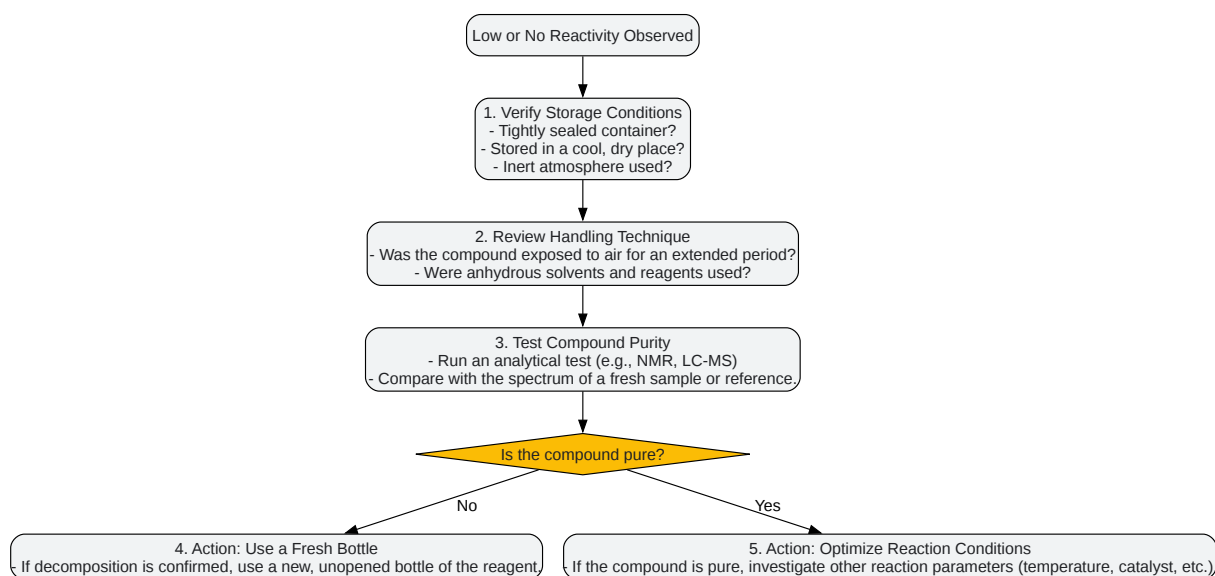 Low or No Reactivity Observed
1. Verify Storage Conditions
- Tightly sealed container?
- Stored in a cool, dry place?
- Inert atmosphere used?
2. Review Handling Technique
- Was the compound exposed to air for an extended period?
- Were anhydrous solvents and reagents used?
3. Test Compound Purity
- Run an analytical test (e.g., NMR, LC-MS)
- Compare with the spectrum of a fresh sample or reference.
Is the compound pure?
No
Yes
4. Action: Use a Fresh Bottle
- If decomposition is confirmed, use a new, unopened bottle of the reagent.
5. Action: Optimize Reaction Conditions
- If the compound is pure, investigate other reaction parameters (temperature, catalyst, etc.).